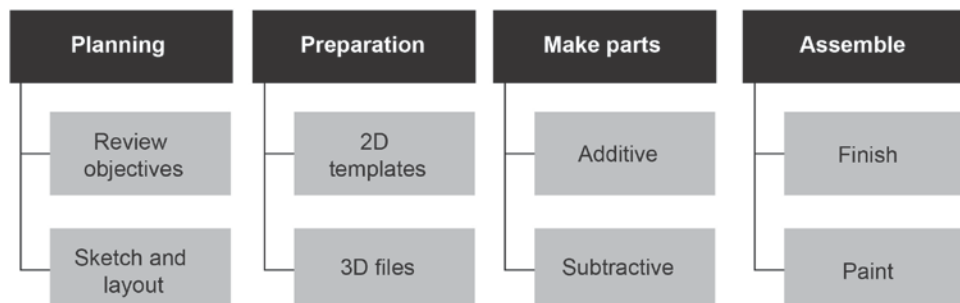 Planning
Preparation
Make parts
Assemble
Review
objectives
2D
templates
Additive
Finish
Sketch and
layout
3D files
Subtractive
Paint